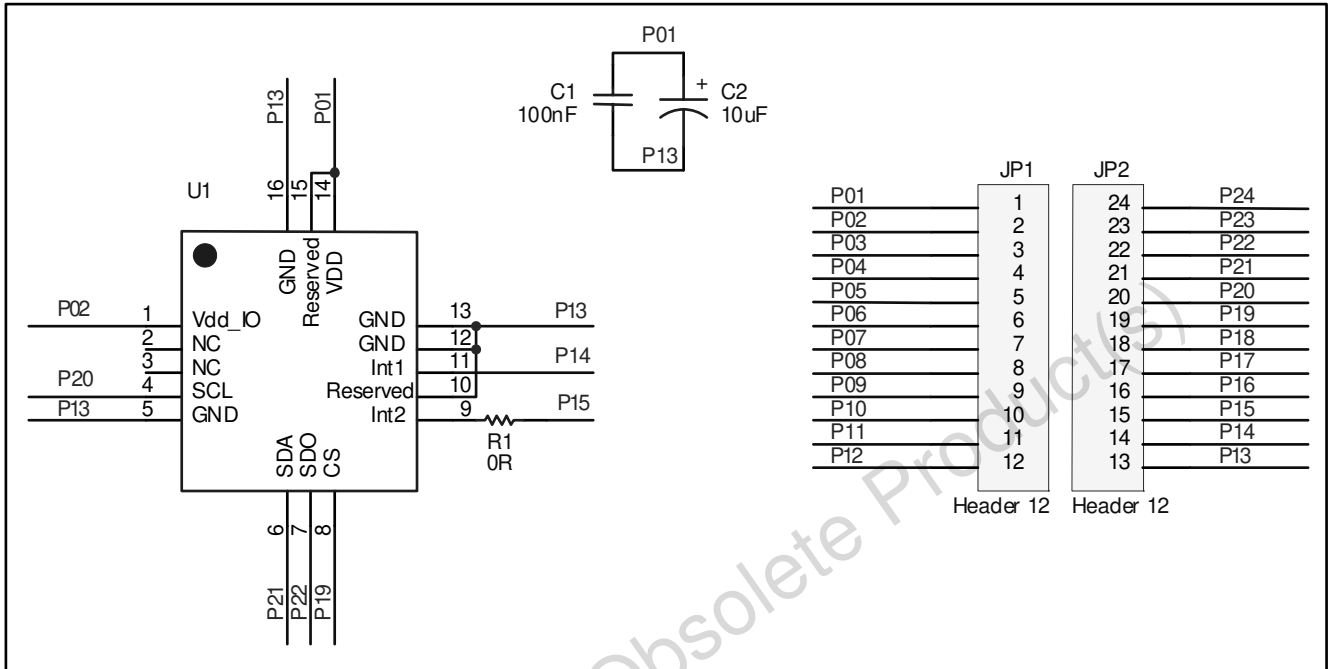 P01
C1
100nF
+
C2
10uF
P13
P13
P01
16
15
14
U1
GND
Reserved
VDD
P02
1
Vdd_IO
2
NC
3
NC
P20
4
SCL
P13
5
GND
GND
13
P13
GND
12
Int1
11
P14
Reserved
10
Int2
9
P15
R1
0R
SDA
SDO
CS
6
7
8
P21
P22
P19
JP1
JP2
P01
1
24
P24
P02
2
23
P23
P03
3
22
P22
P04
4
21
P21
P05
5
20
P20
P06
6
19
P19
P07
7
18
P18
P08
8
17
P17
P09
9
16
P16
P10
10
15
P15
P11
11
14
P14
P12
12
13
P13
Header 12
Header 12
Obsolete Product(s)